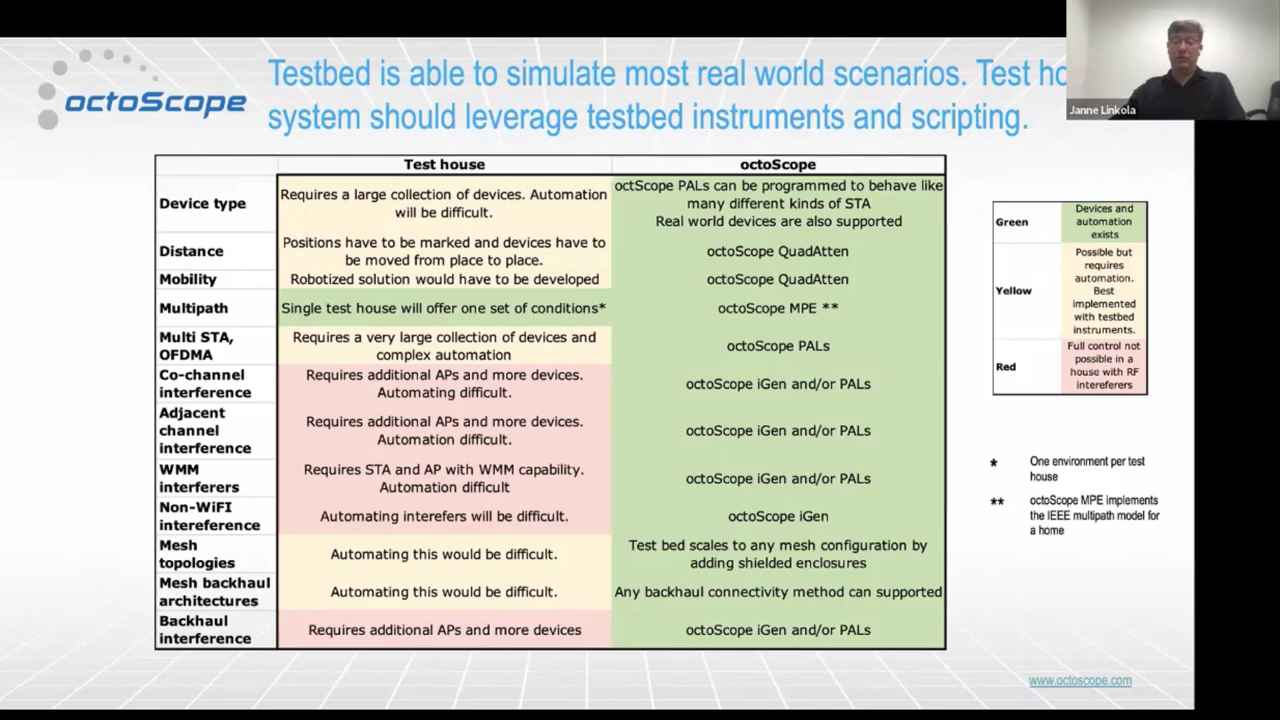 octoScope
Testbed is able to simulate most real world scenarios. Test ho
system should leverage testbed instruments and scripting.
Janne Linkola
Test house
octoScope
Device type
Requires a large collection of devices. Automation
will be difficult.
octScope PALs can be programmed to behave like
many different kinds of STA
Real world devices are also supported
Distance
Positions have to be marked and devices have to
be moved from place to place.
octoScope QuadAtten
Mobility
Robotized solution would have to be developed
octoScope QuadAtten
Multipath
Single test house will offer one set of conditions*
octoScope MPE **
Multi STA,
OFDMA
Requires a very large collection of devices and
complex automation
octoScope PALs
Co-channel
interference
Requires additional APs and more devices.
Automating difficult.
octoScope iGen and/or PALs
Adjacent
channel
interference
Requires additional APs and more devices.
Automation difficult.
octoScope iGen and/or PALs
WMM
interferers
Requires STA and AP with WMM capability.
Automation difficult
octoScope iGen and/or PALs
Non-WiFI
intereference
Automating interefers will be difficult.
octoScope iGen
Mesh
topologies
Automating this would be difficult.
Test bed scales to any mesh configuration by
adding shielded enclosures
Mesh backhaul
architectures
Automating this would be difficult.
Any backhaul connectivity method can supported
Backhaul
interference
Requires additional APs and more devices
octoScope iGen and/or PALs
Green
Devices and
automation
exists
Yellow
Possible but
requires
automation.
Best
implemented
with testbed
instruments.
Red
Full control not
possible in a
house with RF
intereferers
*
One environment per test
house
**
octoScope MPE implements
the IEEE multipath model for
a home
www.octoscope.com